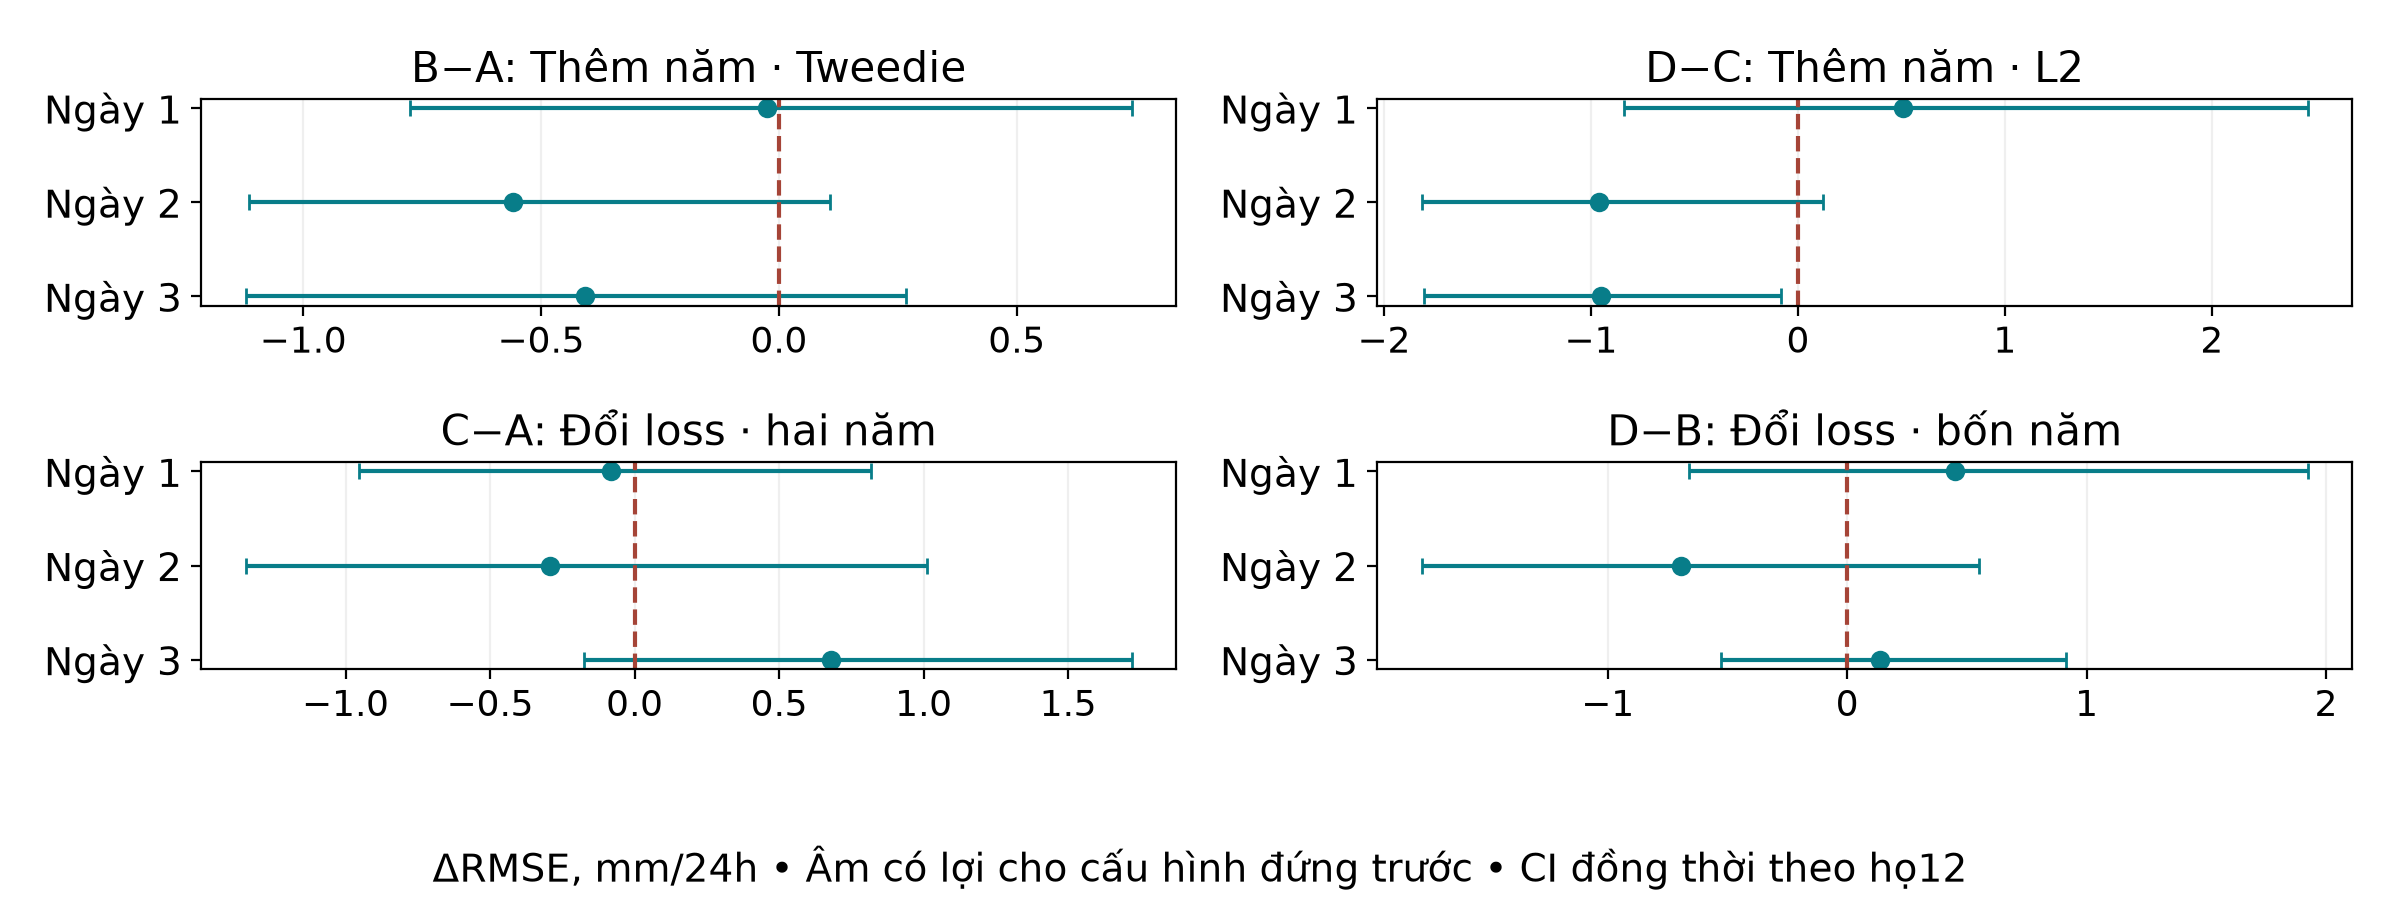 B−A: Thêm năm · Tweedie
Ngày 1
Ngày 2
Ngày 3
−1.0 −0.5 0.0 0.5
D−C: Thêm năm · L2
Ngày 1
Ngày 2
Ngày 3
−2 −1 0 1 2
C−A: Đổi loss · hai năm
Ngày 1
Ngày 2
Ngày 3
−1.0 −0.5 0.0 0.5 1.0 1.5
D−B: Đổi loss · bốn năm
Ngày 1
Ngày 2
Ngày 3
−1 0 1 2
ΔRMSE, mm/24h • Âm có lợi cho cấu hình đứng trước • CI đồng thời theo họ12